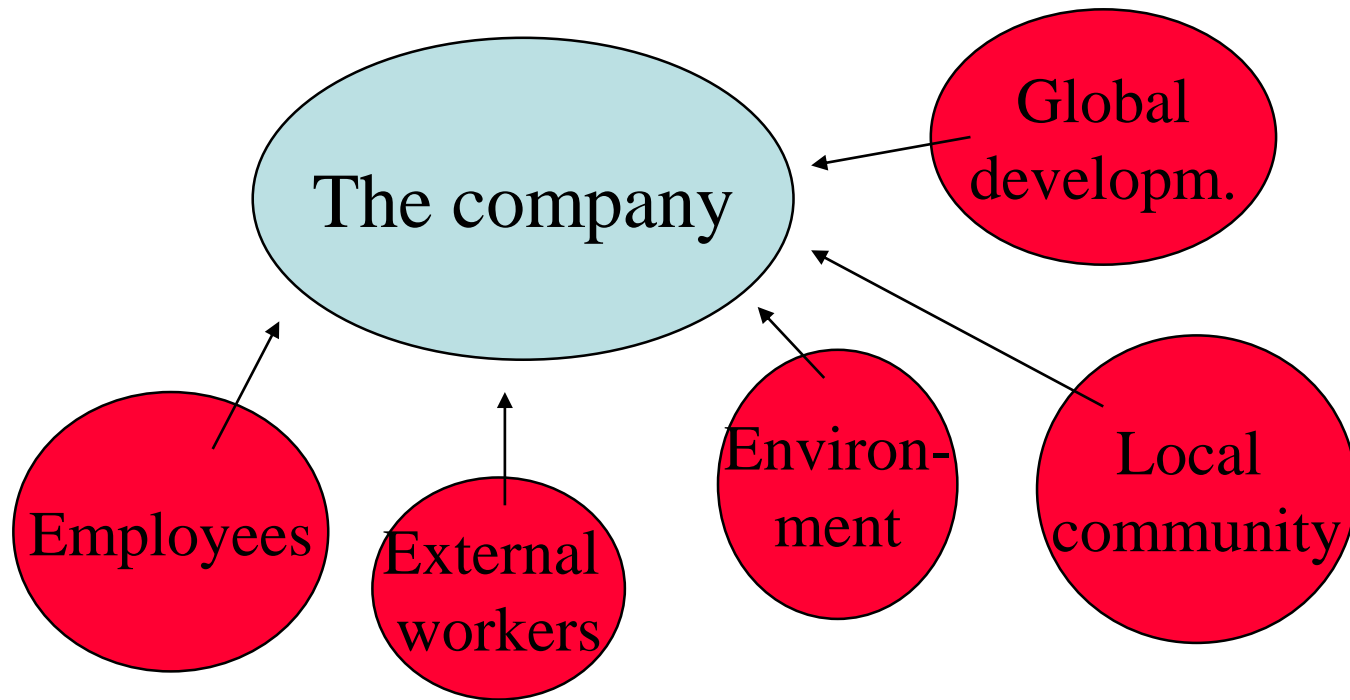 The company
Global
developm.
Employees
External
workers
Environ-
ment
Local
community